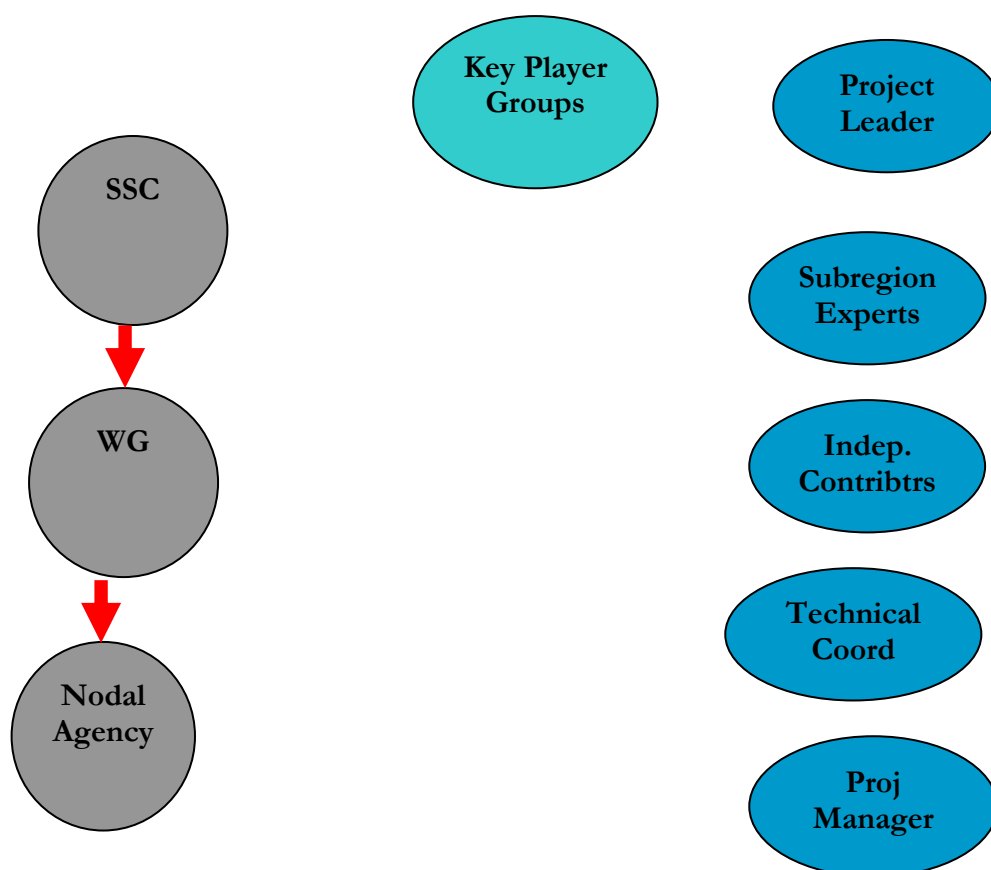 Key Player
Groups
Project
Leader
SSC
Subregion
Experts
WG
Indep.
Contribtrs
Technical
Coord
Nodal
Agency
Proj
Manager